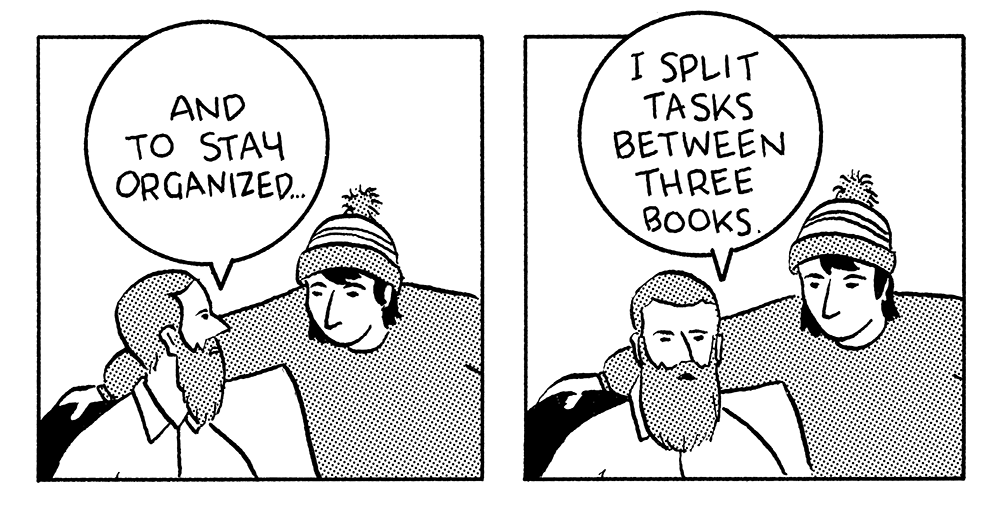 AND
TO STAY
ORGANIZED...
I SPLIT
TASKS
BETWEEN
THREE
BOOKS.